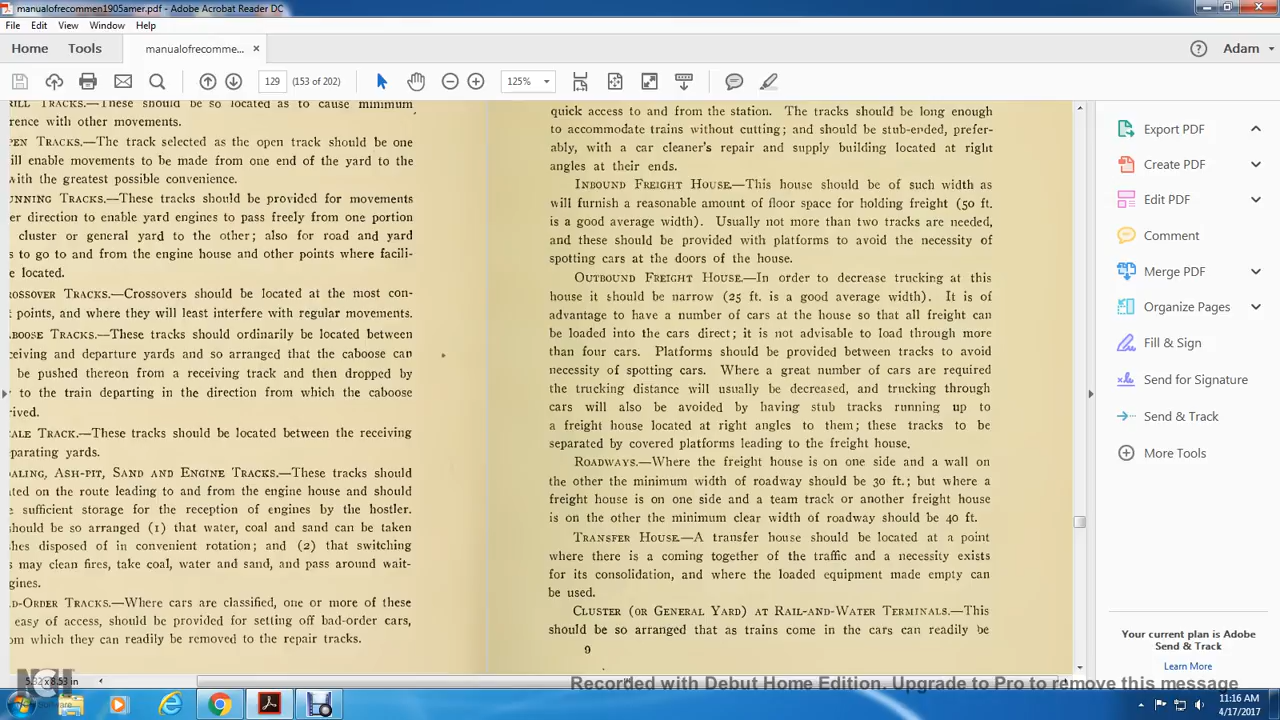 manualofrecommen1905amer.pdf - Adobe Acrobat Reader DC
File Edit View Window Help
Home Tools manualofrecomme... ×
Adam
129 (153 of 202) 125%
TRACKS.—These should be so located as to cause minimum
rence with other movements.
TRACKS.—The track selected as the open track should be one
ill enable movements to be made from one end of the yard to the
with the greatest possible convenience.
UNNING TRACKS.—These tracks should be provided for movements
er direction to enable yard engines to pass freely from one portion
cluster or general yard to the other; also for road and yard
s to go to and from the engine house and other points where facili-
e located.
ROSSOVER TRACKS.—Crossovers should be located at the most con-
t points, and where they will least interfere with regular movements.
ABOOSE TRACKS.—These tracks should ordinarily be located between
ceiving and departure yards and so arranged that the caboose can
be pushed thereon from a receiving track and then dropped by
to the train departing in the direction from which the caboose
rived.
CALE TRACK.—These tracks should be located between the receiving
eparating yards.
OALING, ASH-PIT, SAND AND ENGINE TRACKS.—These tracks should
ated on the route leading to and from the engine house and should
e sufficient storage for the reception of engines by the hostler.
hould be so arranged (1) that water, coal and sand can be taken
shes disposed of in convenient rotation; and (2) that switching
s may clean fires, take coal, water and sand, and pass around wait-
gines.
AD-ORDER TRACKS.—Where cars are classified, one or more of these
easy of access, should be provided for setting off bad-order cars,
om which they can readily be removed to the repair tracks.
quick access to and from the station. The tracks should be long enough
to accommodate trains without cutting; and should be stub-ended, prefer-
ably, with a car cleaner's repair and supply building located at right
angles at their ends.
INBOUND FREIGHT HOUSE.—This house should be of such width as
will furnish a reasonable amount of floor space for holding freight (50 ft.
is a good average width). Usually not more than two tracks are needed,
and these should be provided with platforms to avoid the necessity of
spotting cars at the doors of the house.
OUTBOUND FREIGHT HOUSE.—In order to decrease trucking at this
house it should be narrow (25 ft. is a good average width). It is of
advantage to have a number of cars at the house so that all freight can
be loaded into the cars direct; it is not advisable to load through more
than four cars. Platforms should be provided between tracks to avoid
necessity of spotting cars. Where a great number of cars are required
the trucking distance will usually be decreased, and trucking through
cars will also be avoided by having stub tracks running up to
a freight house located at right angles to them; these tracks to be
separated by covered platforms leading to the freight house.
ROADWAYS.—Where the freight house is on one side and a wall on
the other the minimum width of roadway should be 30 ft.; but where a
freight house is on one side and a team track or another freight house
is on the other the minimum clear width of roadway should be 40 ft.
TRANSFER HOUSE.—A transfer house should be located at a point
where there is a coming together of the traffic and a necessity exists
for its consolidation, and where the loaded equipment made empty can
be used.
CLUSTER (OR GENERAL YARD) AT RAIL-AND-WATER TERMINALS.—This
should be so arranged that as trains come in the cars can readily be
9
Export PDF
Create PDF
Edit PDF
Comment
Merge PDF
Organize Pages
Fill & Sign
Send for Signature
Send & Track
More Tools
Your current plan is Adobe
Send & Track
Learn More
5.32 x 8.53 in
NCH
Software
Recorded with Debut Home Edition. Upgrade to Pro to remove this message
11:16 AM
4/17/2017